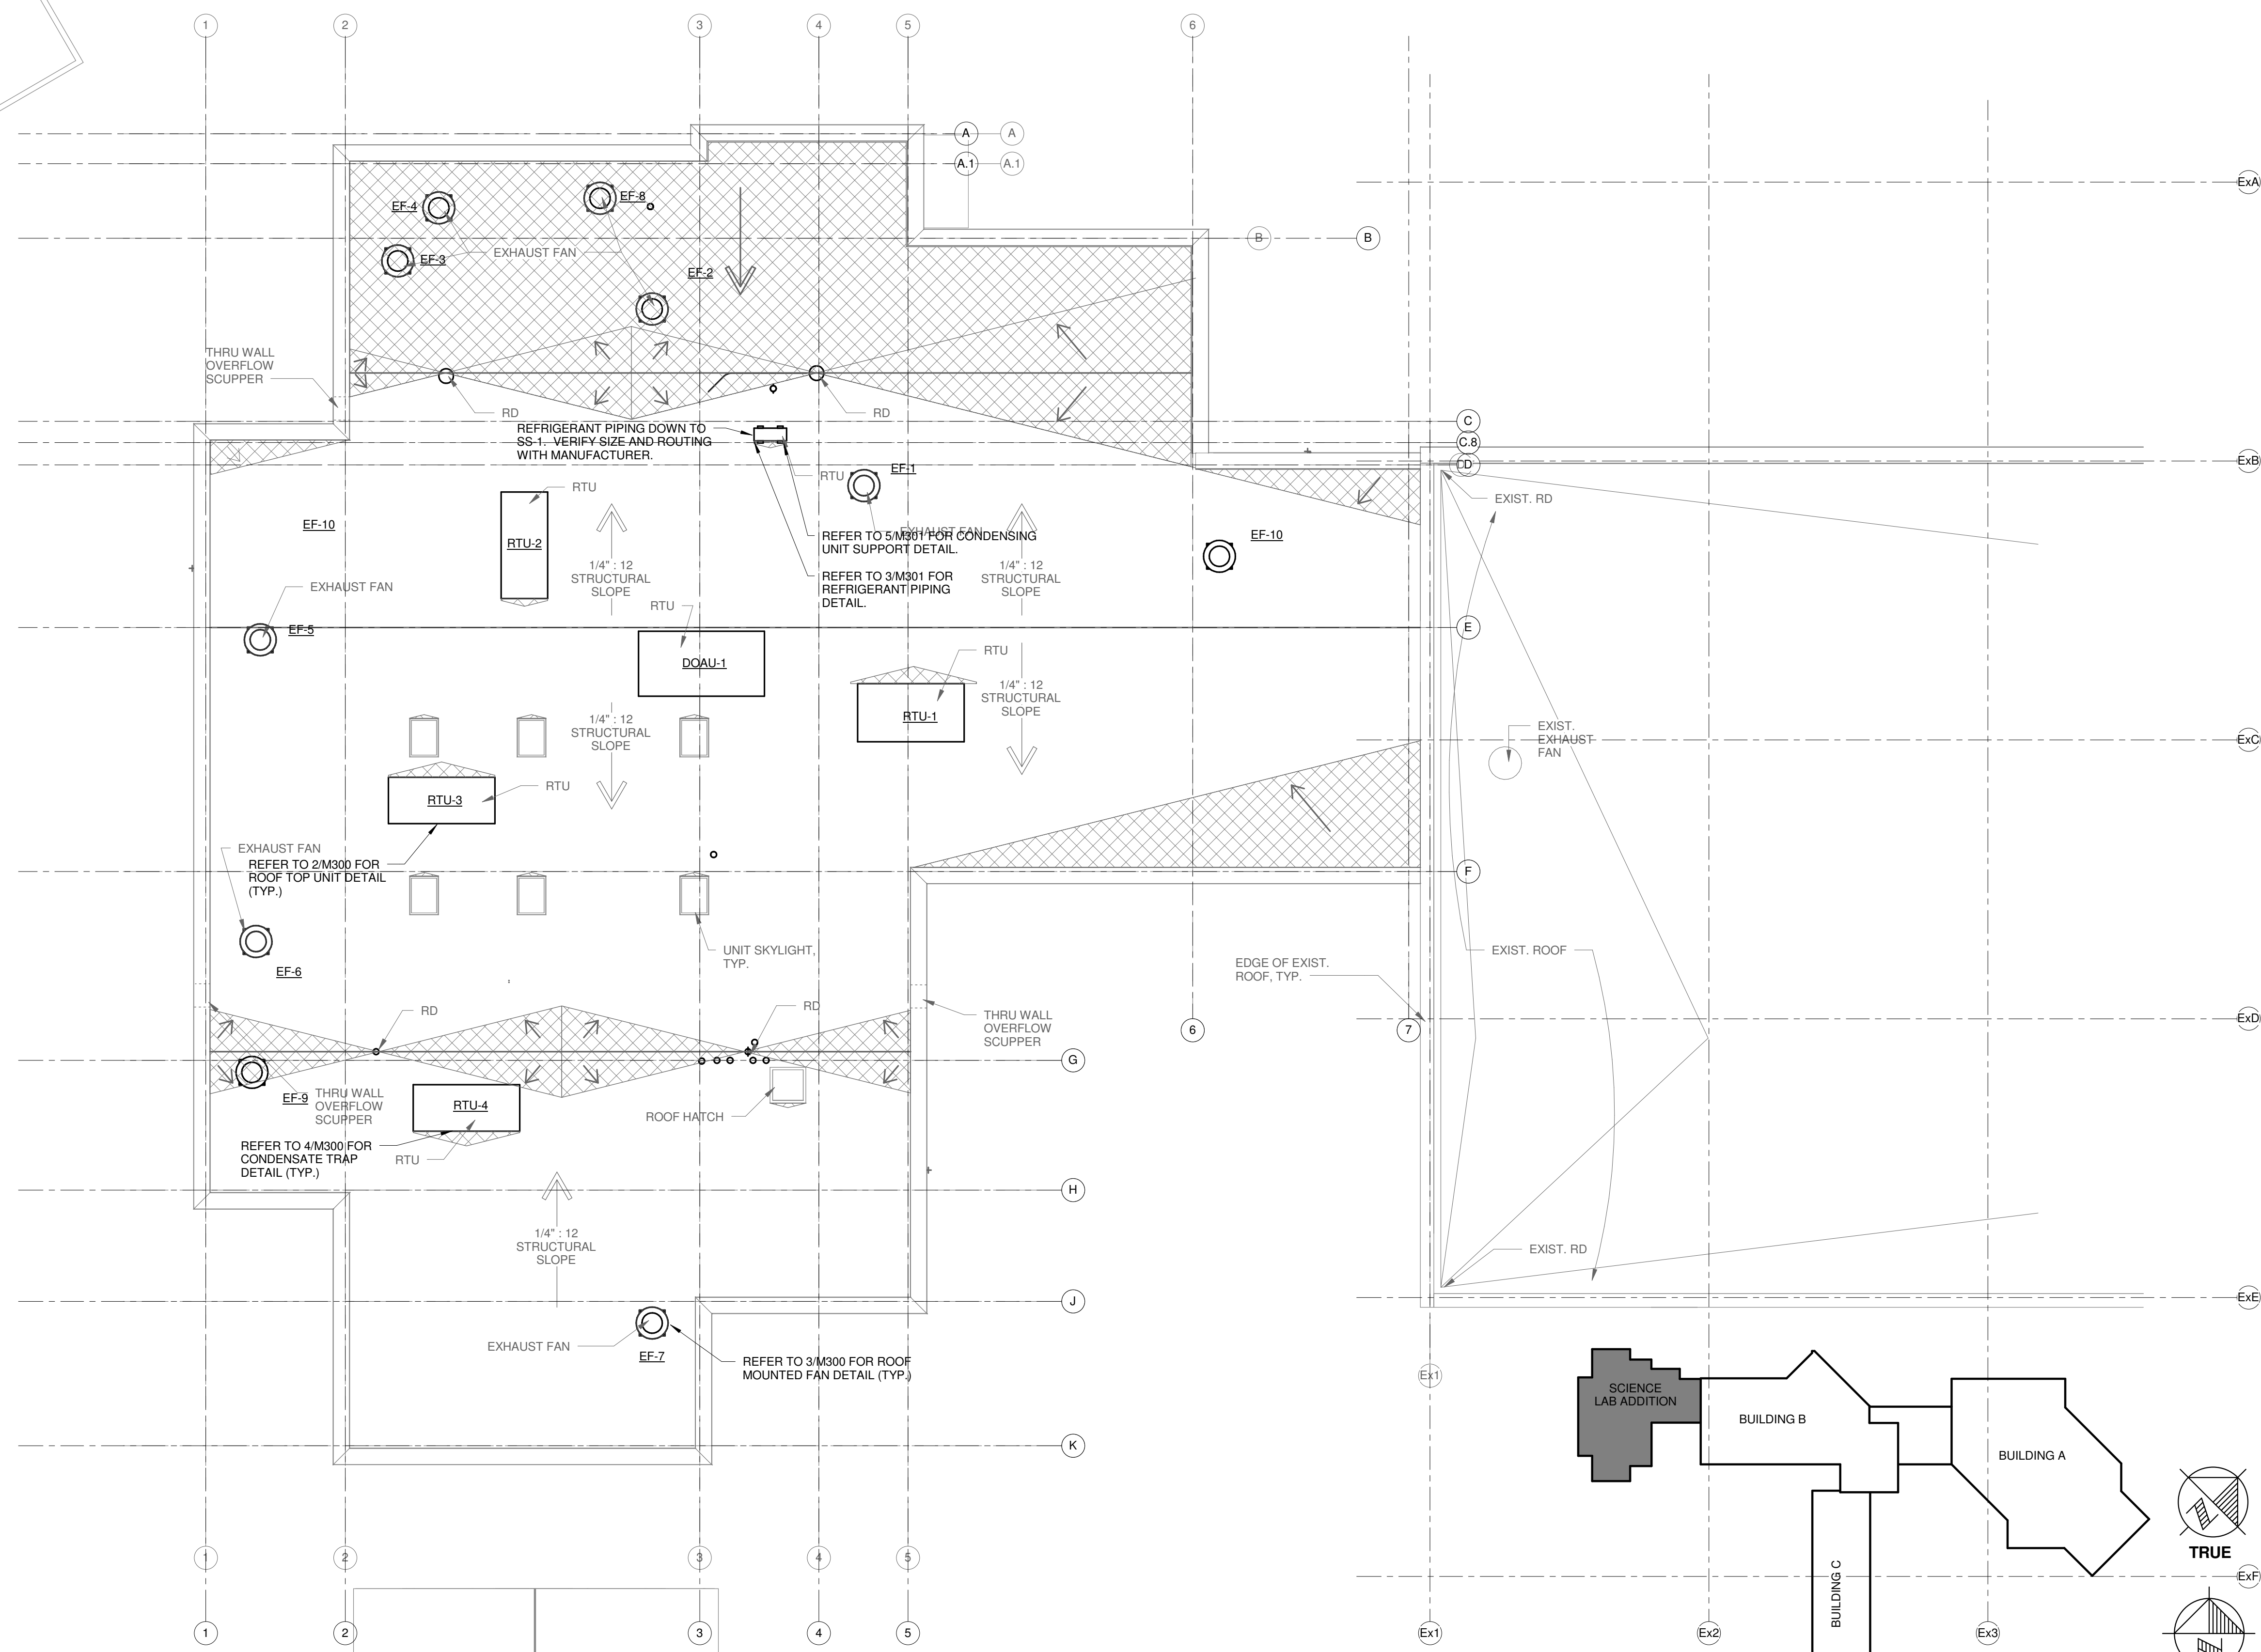 1
2
3
4
5
6
A
A
A.1
A.1
ExA
EF-4
EF-8
B
B
EXHAUST FAN
EF-3
EF-2
THRU WALL
OVERFLOW
SCUPPER
RD
RD
C
REFRIGERANT PIPING DOWN TO
SS-1. VERIFY SIZE AND ROUTING
WITH MANUFACTURER.
C.8
D
ExB
RTU
EF-1
RTU
EXIST. RD
EF-10
EXHAUST FAN
RTU-2
REFER TO 5/M301 FOR CONDENSING
UNIT SUPPORT DETAIL.
EF-10
1/4" : 12
STRUCTURAL
SLOPE
REFER TO 3/M301 FOR
REFRIGERANT PIPING
DETAIL.
1/4" : 12
STRUCTURAL
SLOPE
EXHAUST FAN
RTU
EF-5
E
DOAU-1
RTU
RTU-1
1/4" : 12
STRUCTURAL
SLOPE
1/4" : 12
STRUCTURAL
SLOPE
EXIST.
EXHAUST
FAN
ExC
RTU-3
RTU
EXHAUST FAN
REFER TO 2/M300 FOR
ROOF TOP UNIT DETAIL
(TYP.)
F
UNIT SKYLIGHT,
TYP.
EDGE OF EXIST.
ROOF, TYP.
EXIST. ROOF
EF-6
RD
RD
THRU WALL
OVERFLOW
SCUPPER
6
7
ExD
G
EF-9
THRU WALL
OVERFLOW
SCUPPER
RTU-4
ROOF HATCH
REFER TO 4/M300 FOR
CONDENSATE TRAP
DETAIL (TYP.)
RTU
H
1/4" : 12
STRUCTURAL
SLOPE
EXIST. RD
J
ExE
EXHAUST FAN
EF-7
REFER TO 3/M300 FOR ROOF
MOUNTED FAN DETAIL (TYP.)
Ex1
SCIENCE
LAB ADDITION
BUILDING B
BUILDING A
K
TRUE
1
2
3
4
5
BUILDING C
ExF
1
2
3
4
5
Ex1
Ex2
Ex3